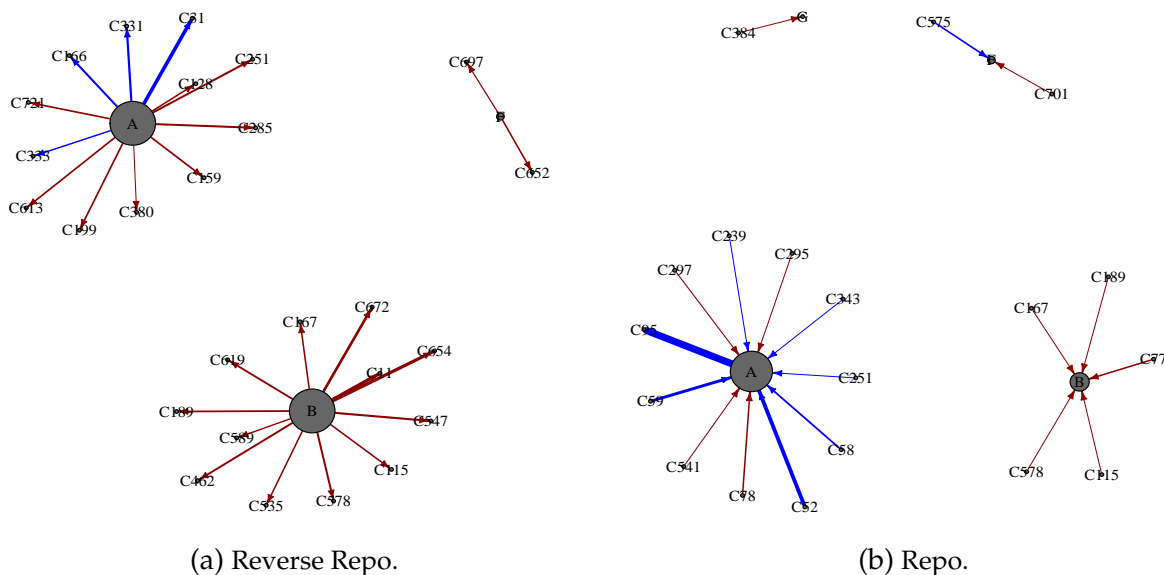 C331
C31
C166
C251
C128
C721
A
C285
C333
C159
C613
C380
C199
C697
C652
C672
C167
C654
C619
C11
C189
B
C547
C589
C462
C115
C535
C578
(a) Reverse Repo.
G
C384
C575
C701
C239
C295
C297
C343
C95
A
C251
C59
C58
C541
C78
C52
C189
C167
C77
B
C578
C115
(b) Repo.